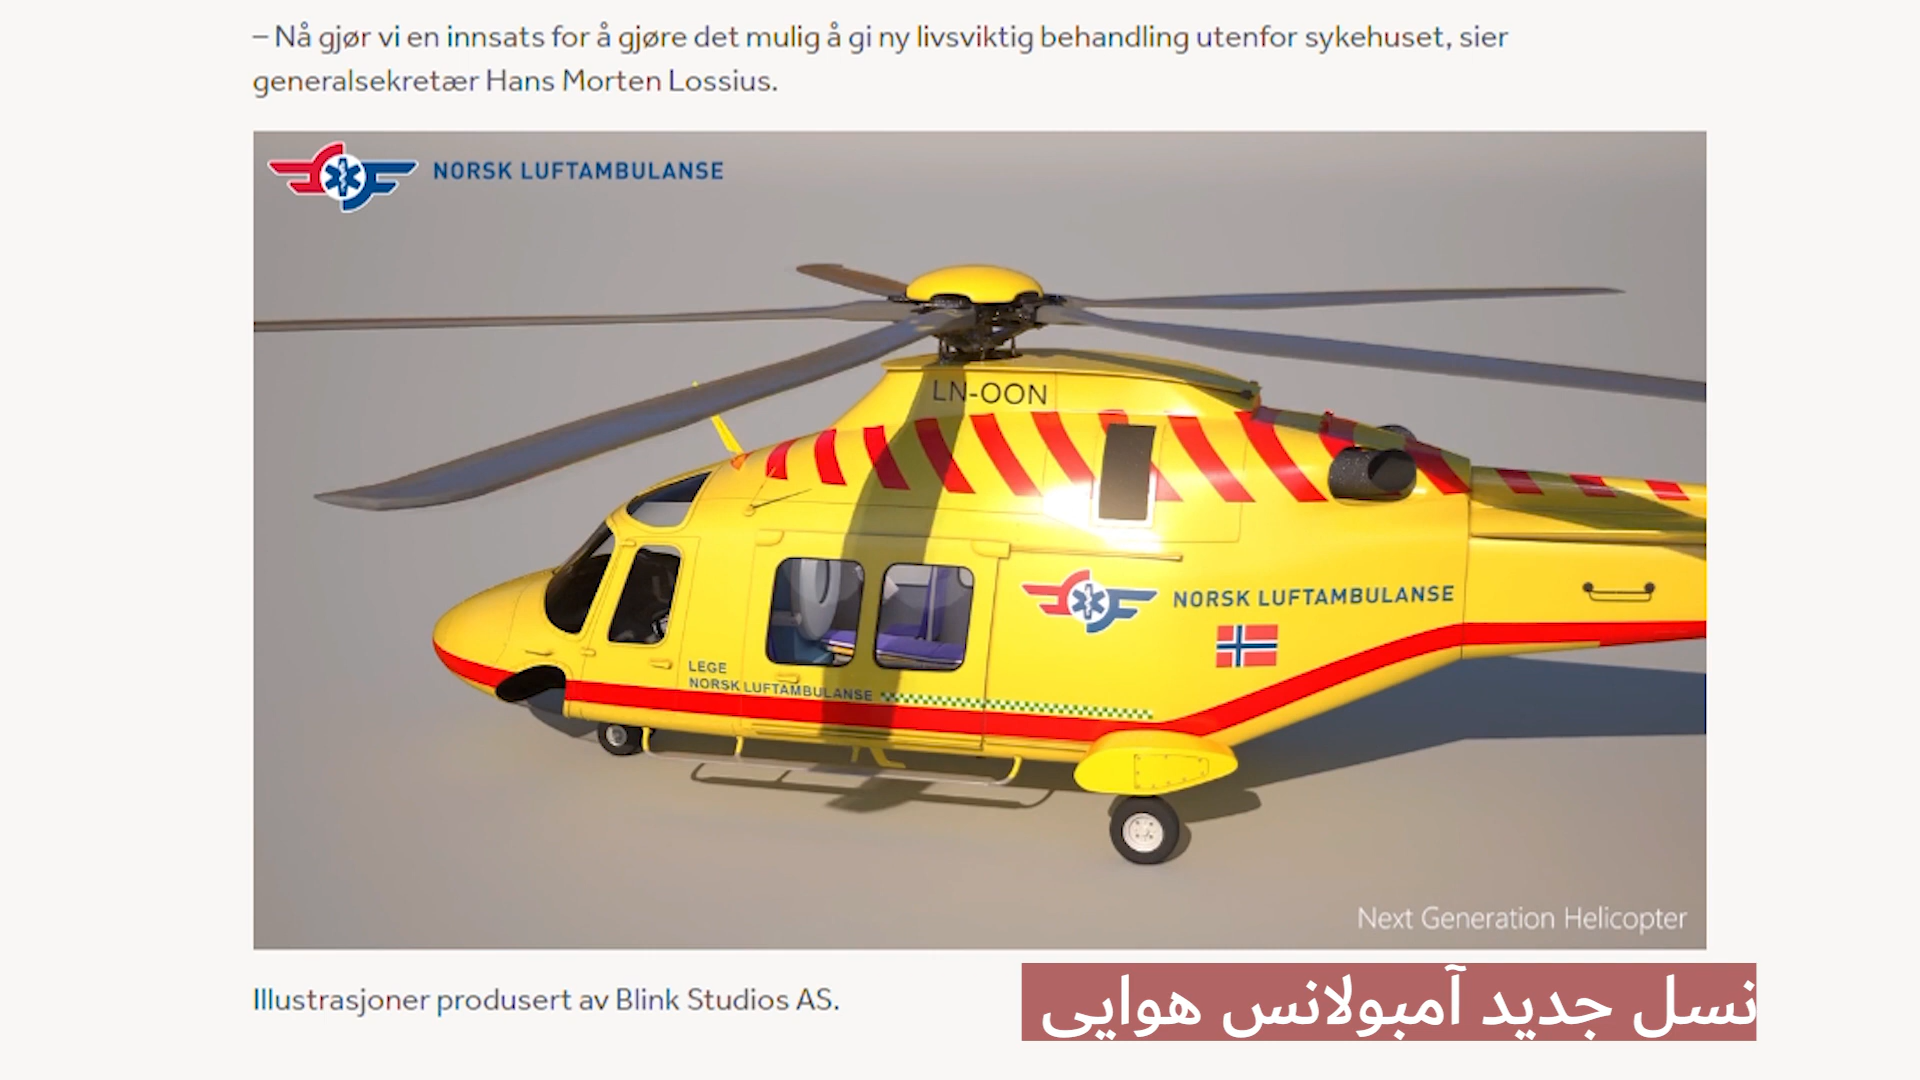 – Nå gjør vi en innsats for å gjøre det mulig å gi ny livsviktig behandling utenfor sykehuset, sier
generalsekretær Hans Morten Lossius.
NORSK LUFTAMBULANSE
LN-OON
NORSK LUFTAMBULANSE
LEGE
NORSK LUFTAMBULANSE
Next Generation Helicopter
Illustrasjoner produsert av Blink Studios AS.
نسل جدید آمبولانس هوایی